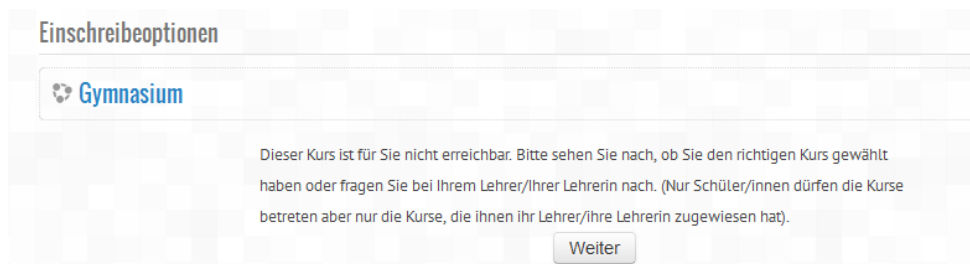 Einschreibeoptionen
Gymnasium
Dieser Kurs ist für Sie nicht erreichbar. Bitte sehen Sie nach, ob Sie den richtigen Kurs gewählt
haben oder fragen Sie bei Ihrem Lehrer/Ihrer Lehrerin nach. (Nur Schüler/innen dürfen die Kurse
betreten aber nur die Kurse, die ihnen ihr Lehrer/ihre Lehrerin zugewiesen hat).
Weiter